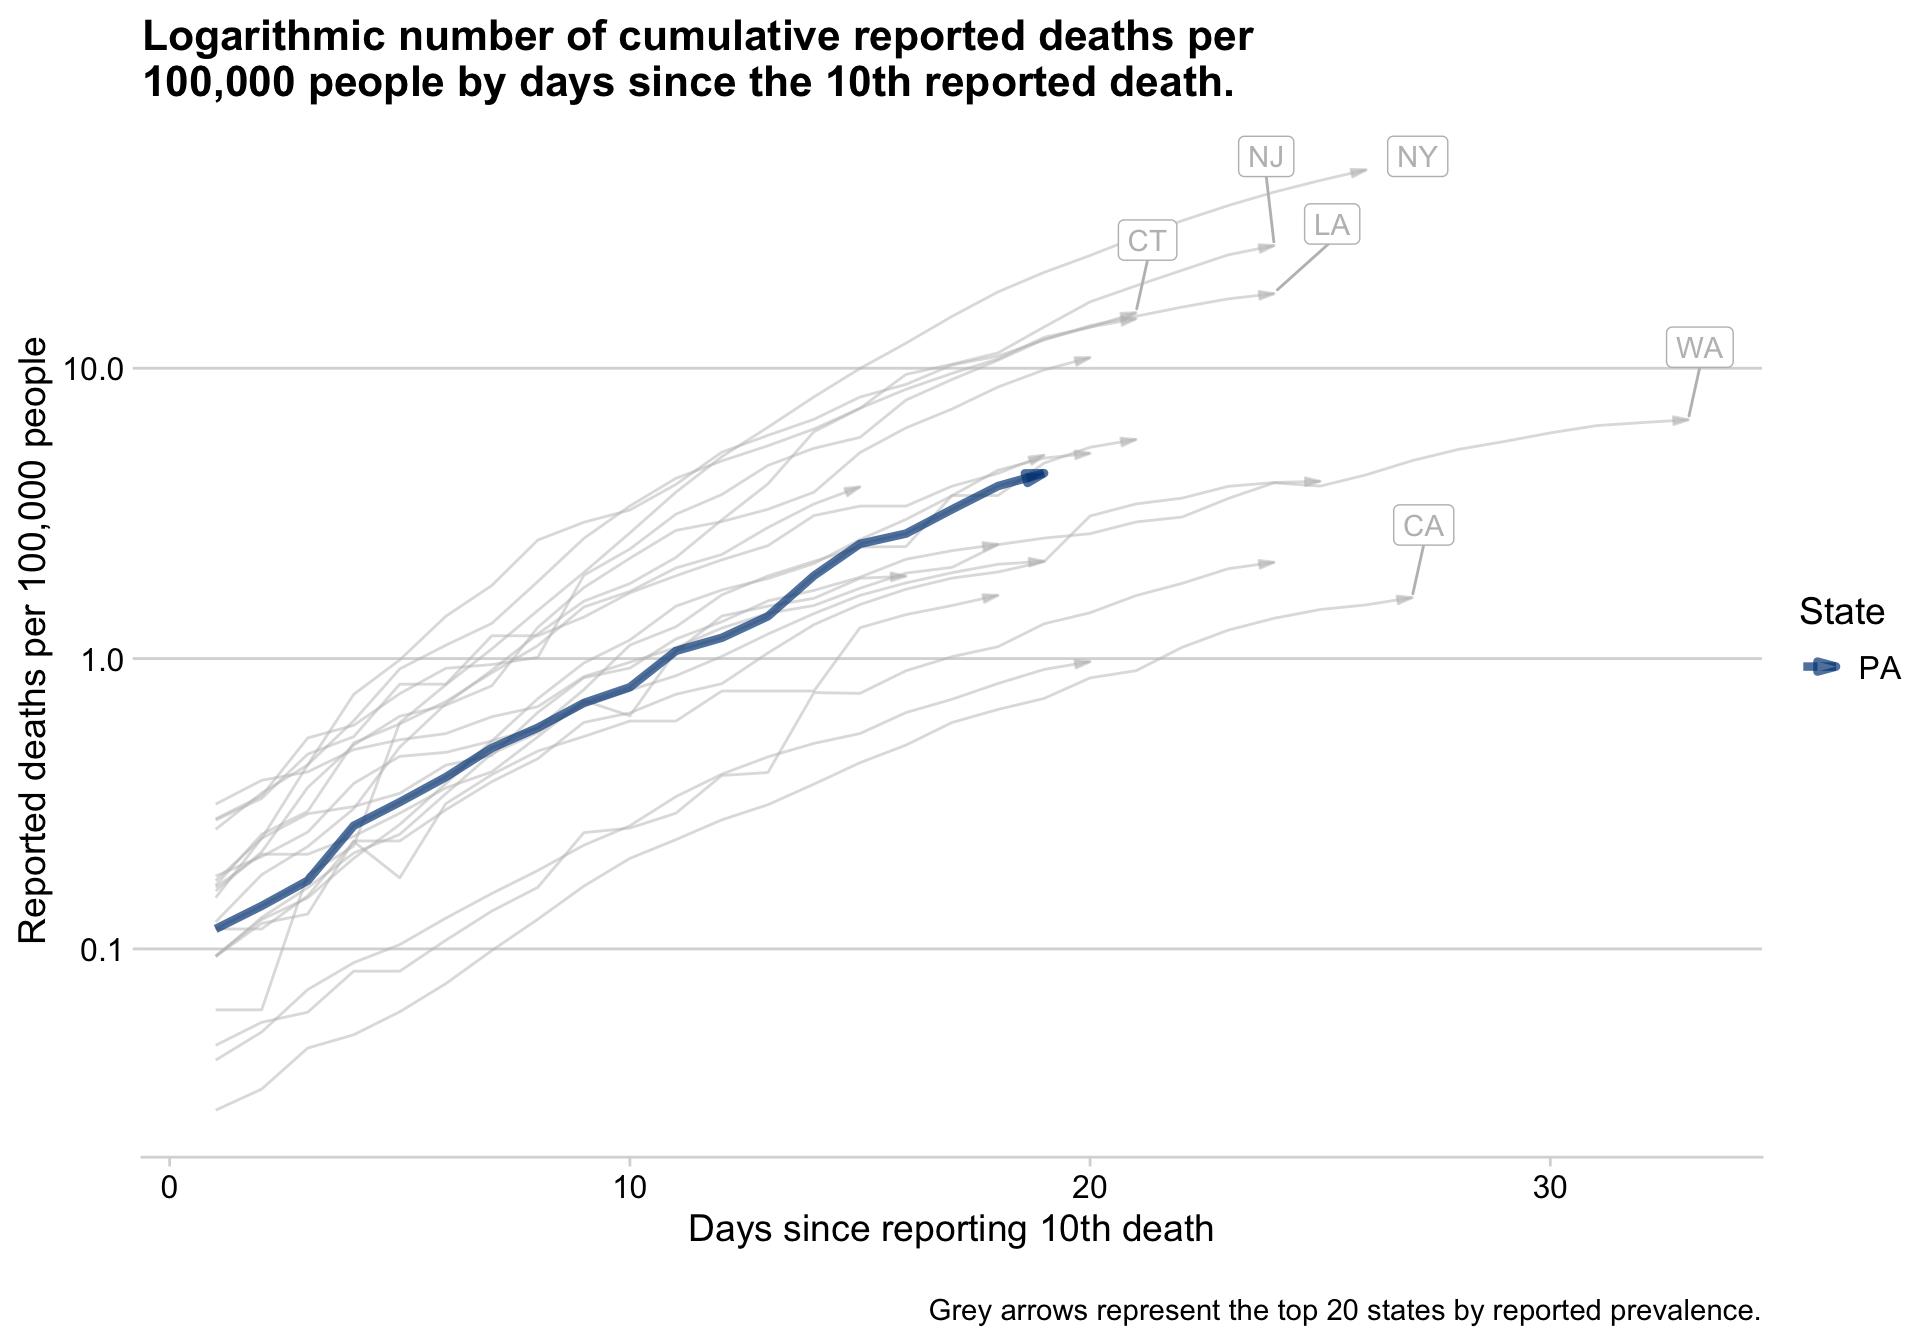 Logarithmic number of cumulative reported deaths per
100,000 people by days since the 10th reported death.
NJ
NY
LA
CT
WA
CA
Reported deaths per 100,000 people
10.0
1.0
0.1
State
PA
0
10
20
30
Days since reporting 10th death
Grey arrows represent the top 20 states by reported prevalence.